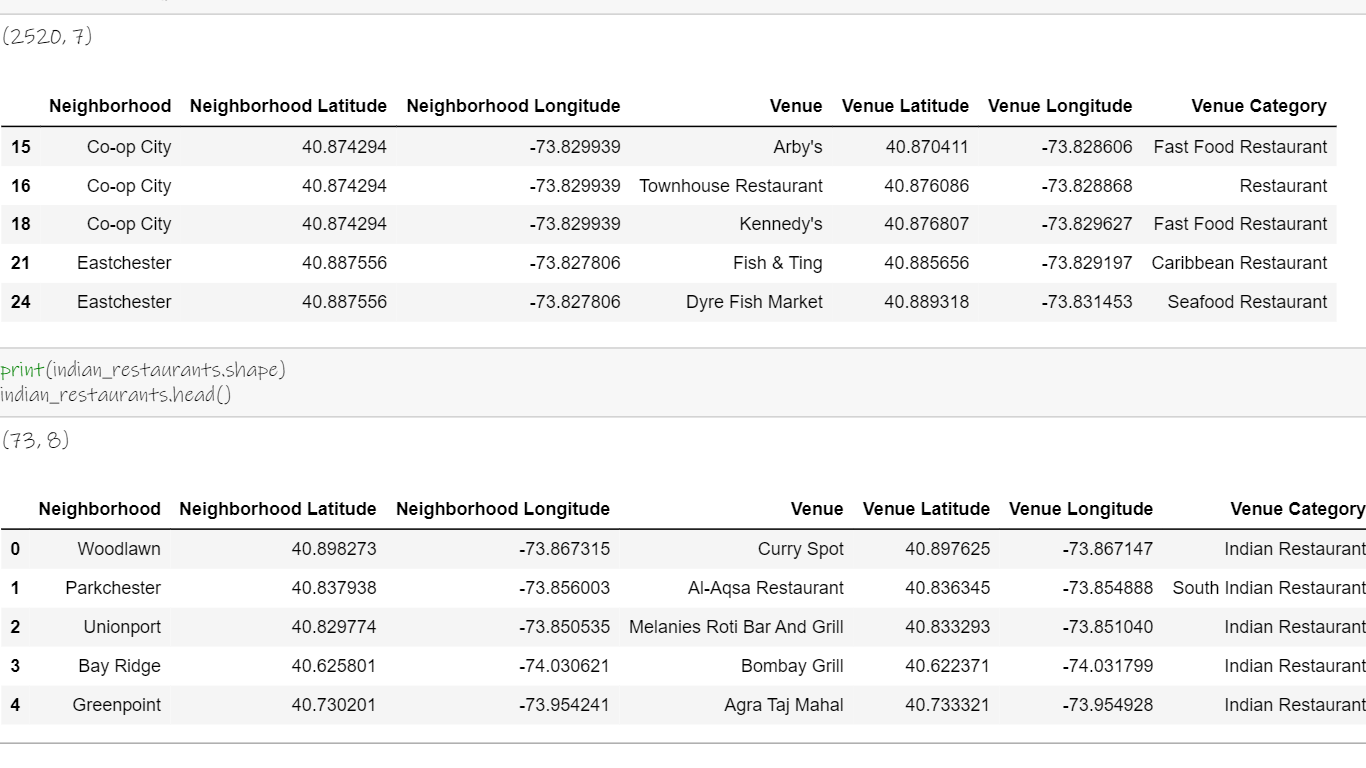 (2520, 7)
Neighborhood Neighborhood Latitude Neighborhood Longitude Venue Venue Latitude Venue Longitude Venue Category
15 Co-op City 40.874294 -73.829939 Arby's 40.870411 -73.828606 Fast Food Restaurant
16 Co-op City 40.874294 -73.829939 Townhouse Restaurant 40.876086 -73.828868 Restaurant
18 Co-op City 40.874294 -73.829939 Kennedy's 40.876807 -73.829627 Fast Food Restaurant
21 Eastchester 40.887556 -73.827806 Fish & Ting 40.885656 -73.829197 Caribbean Restaurant
24 Eastchester 40.887556 -73.827806 Dyre Fish Market 40.889318 -73.831453 Seafood Restaurant
print(indian_restaurants.shape)
indian_restaurants.head()
(73, 8)
Neighborhood Neighborhood Latitude Neighborhood Longitude Venue Venue Latitude Venue Longitude Venue Category
0 Woodlawn 40.898273 -73.867315 Curry Spot 40.897625 -73.867147 Indian Restaurant
1 Parkchester 40.837938 -73.856003 Al-Aqsa Restaurant 40.836345 -73.854888 South Indian Restaurant
2 Unionport 40.829774 -73.850535 Melanies Roti Bar And Grill 40.833293 -73.851040 Indian Restaurant
3 Bay Ridge 40.625801 -74.030621 Bombay Grill 40.622371 -74.031799 Indian Restaurant
4 Greenpoint 40.730201 -73.954241 Agra Taj Mahal 40.733321 -73.954928 Indian Restaurant